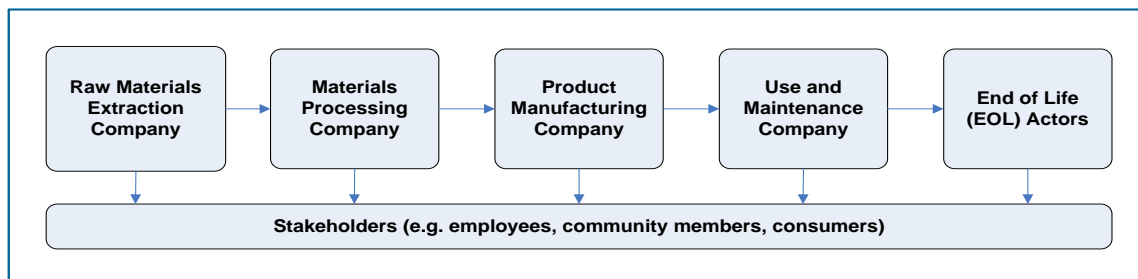 Raw Materials
Extraction
Company
Materials
Processing
Company
Product
Manufacturing
Company
Use and
Maintenance
Company
End of Life
(EOL) Actors
Stakeholders (e.g. employees, community members, consumers)